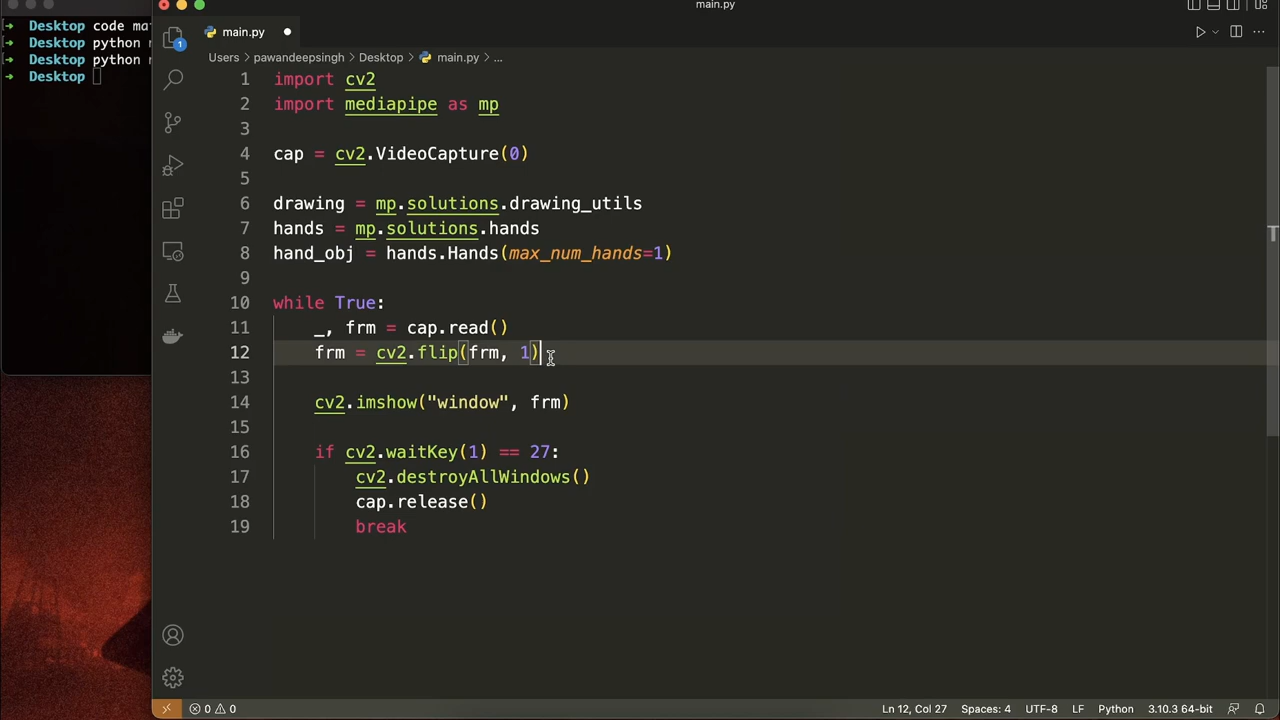 main.py
Desktop code mat
Desktop python m
Desktop python m
Desktop
main.py
Users pawandeepsingh Desktop main.py ...
1 import cv2
2 import mediapipe as mp
3
4 cap = cv2.VideoCapture(0)
5
6 drawing = mp.solutions.drawing_utils
7 hands = mp.solutions.hands
8 hand_obj = hands.Hands(max_num_hands=1)
9
10 while True:
11 _, frm = cap.read()
12 frm = cv2.flip(frm, 1)
13
14 cv2.imshow("window", frm)
15
16 if cv2.waitKey(1) == 27:
17 cv2.destroyAllWindows()
18 cap.release()
19 break
1
0 0 Ln 12, Col 27 Spaces: 4 UTF-8 LF Python 3.10.3 64-bit